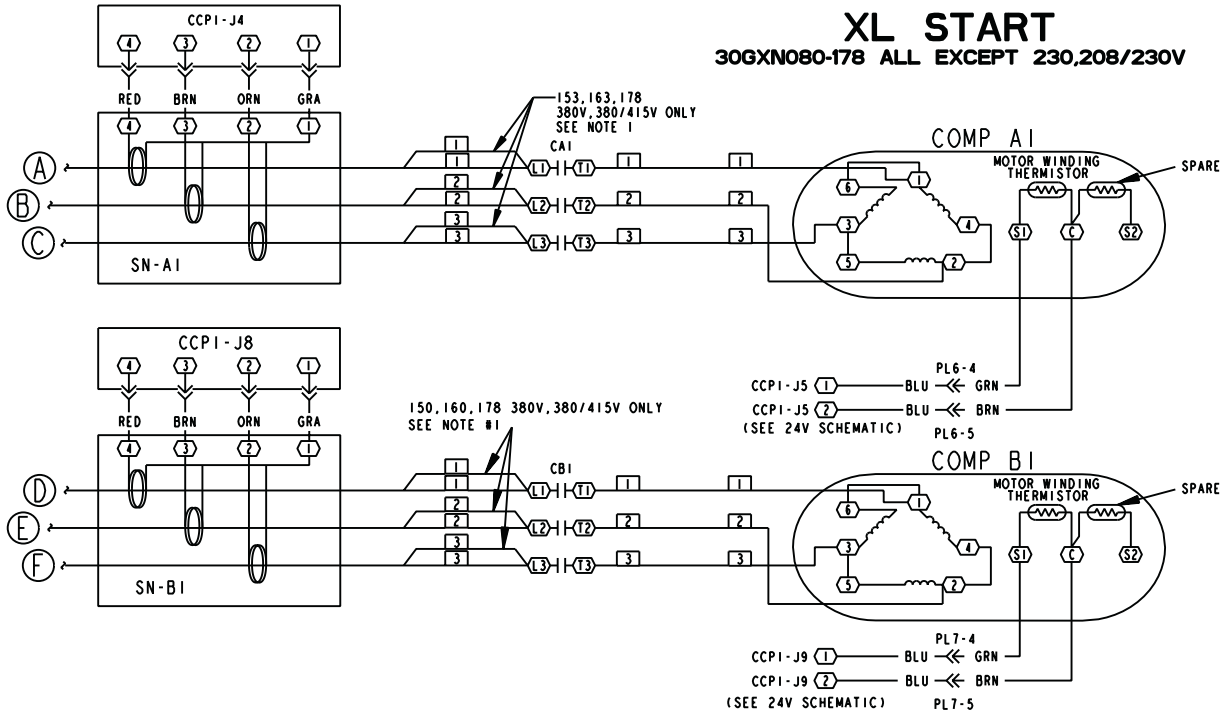 XL START
30GXN080-178 ALL EXCEPT 230,208/230V
CCP1-J4
4 3 2 1
RED BRN ORN GRA
4 3 2 1
A
B
C
SN-A1
153,163,178
380V,380/415V ONLY
SEE NOTE 1
CA1
1
1 L1 T1 1 1
2
2 L2 T2 2 2
3
3 L3 T3 3 3
COMP A1
MOTOR WINDING
THERMISTOR
SPARE
6 1
3 4
5 2
S1 C S2
PL6-4
CCP1-J5 1 BLU GRN
CCP1-J5 2 BLU BRN
(SEE 24V SCHEMATIC)
PL6-5
CCP1-J8
4 3 2 1
RED BRN ORN GRA
4 3 2 1
D
E
F
SN-B1
150,160,178 380V,380/415V ONLY
SEE NOTE #1
CB1
1
1 L1 T1 1 1
2
2 L2 T2 2 2
3
3 L3 T3 3 3
COMP B1
MOTOR WINDING
THERMISTOR
SPARE
6 1
3 4
5 2
S1 C S2
PL7-4
CCP1-J9 1 BLU GRN
CCP1-J9 2 BLU BRN
(SEE 24V SCHEMATIC)
PL7-5